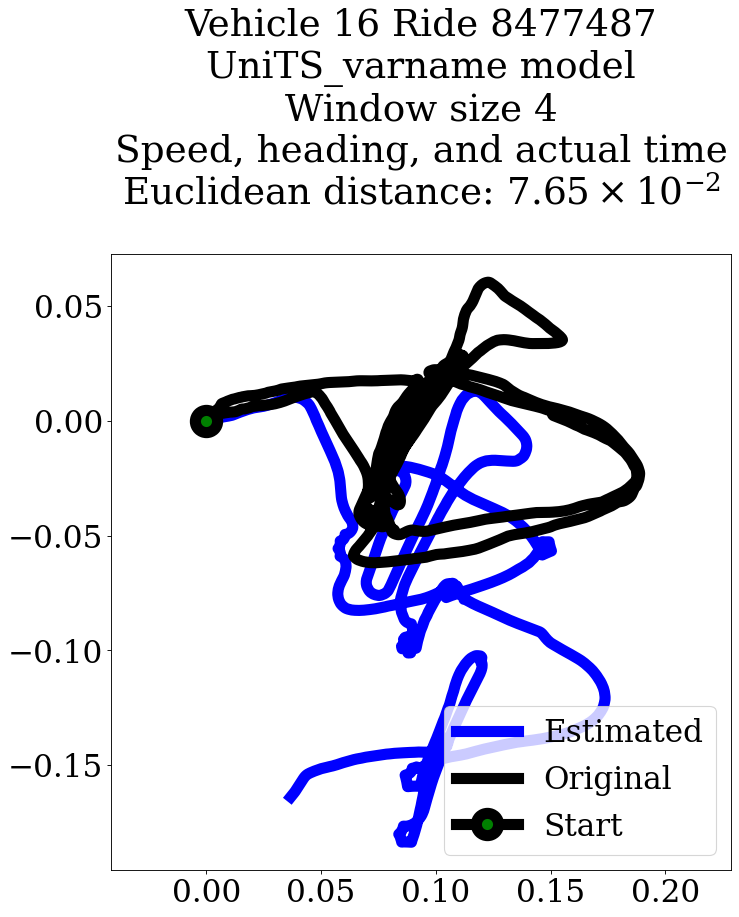 Vehicle 16 Ride 8477487
UniTS_varname model
Window size 4
Speed, heading, and actual time
Euclidean distance: 7.65 × 10⁻²
0.05
0.00
−0.05
−0.10
−0.15
Estimated
Original
Start
0.00 0.05 0.10 0.15 0.20